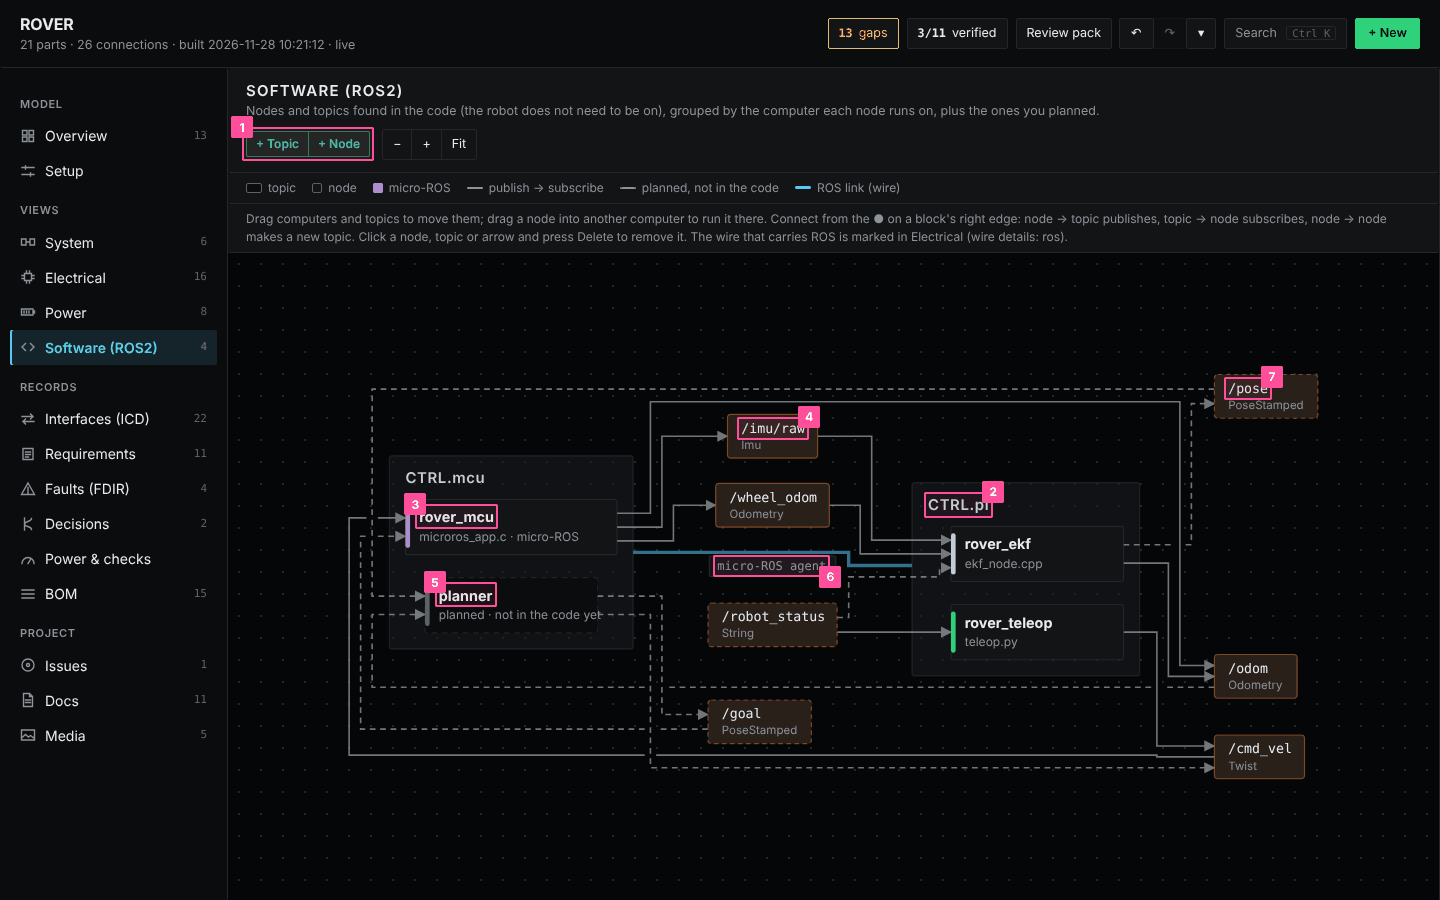 ROVER
21 parts · 26 connections · built 2026-11-28 10:21:12 · live
13 gaps
3/11 verified
Review pack
↶
↷
▾
Search Ctrl K
+ New
MODEL
Overview 13
Setup
VIEWS
System 6
Electrical 16
Power 8
Software (ROS2) 4
RECORDS
Interfaces (ICD) 22
Requirements 11
Faults (FDIR) 4
Decisions 2
Power & checks
BOM 15
PROJECT
Issues 1
Docs 11
Media 5
SOFTWARE (ROS2)
Nodes and topics found in the code (the robot does not need to be on), grouped by the computer each node runs on, plus the ones you planned.
1
+ Topic + Node − + Fit
topic node micro-ROS publish → subscribe planned, not in the code ROS link (wire)
Drag computers and topics to move them; drag a node into another computer to run it there. Connect from the ● on a block's right edge: node → topic publishes, topic → node subscribes, node → node
makes a new topic. Click a node, topic or arrow and press Delete to remove it. The wire that carries ROS is marked in Electrical (wire details: ros).
7
/pose
PoseStamped
4
/imu/raw
Imu
CTRL.mcu
3
rover_mcu
microros_app.c · micro-ROS
5
planner
planned · not in the code yet
/wheel_odom
Odometry
micro-ROS agent
6
/robot_status
String
/goal
PoseStamped
2
CTRL.pi
rover_ekf
ekf_node.cpp
rover_teleop
teleop.py
/odom
Odometry
/cmd_vel
Twist